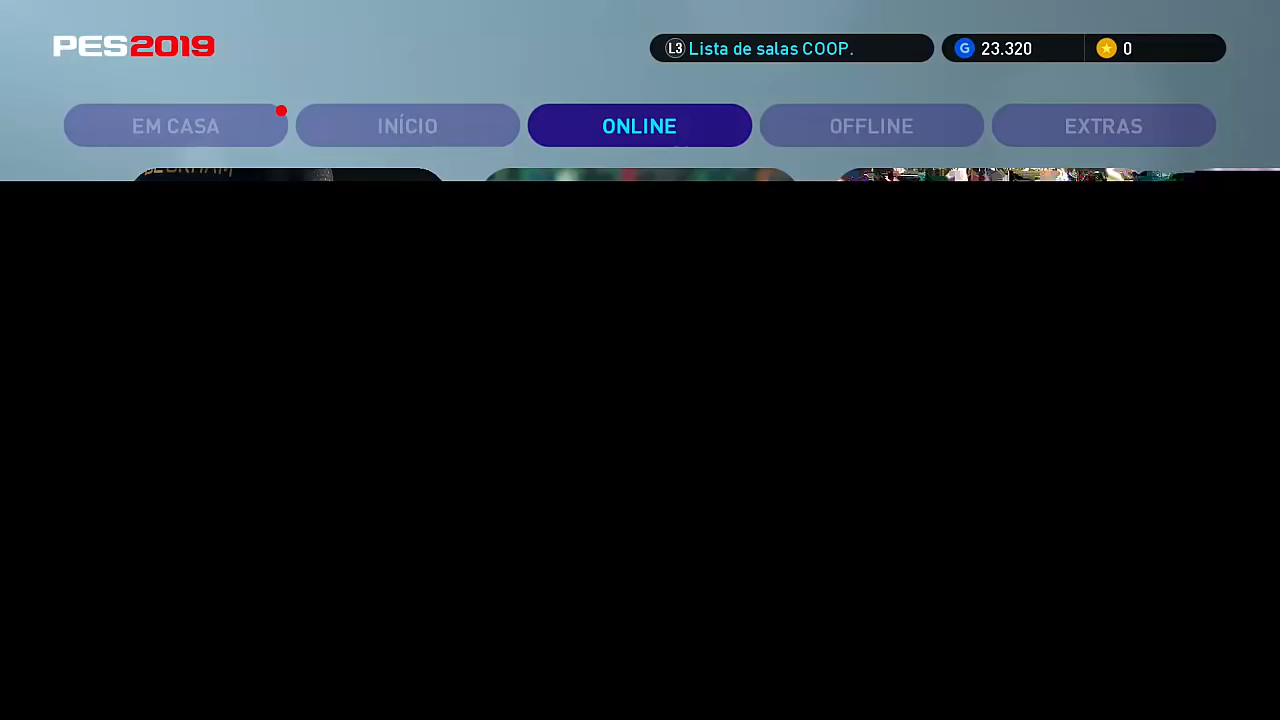 PES2019
L3 Lista de salas COOP.
G 23.320
0
EM CASA
INÍCIO
ONLINE
OFFLINE
EXTRAS